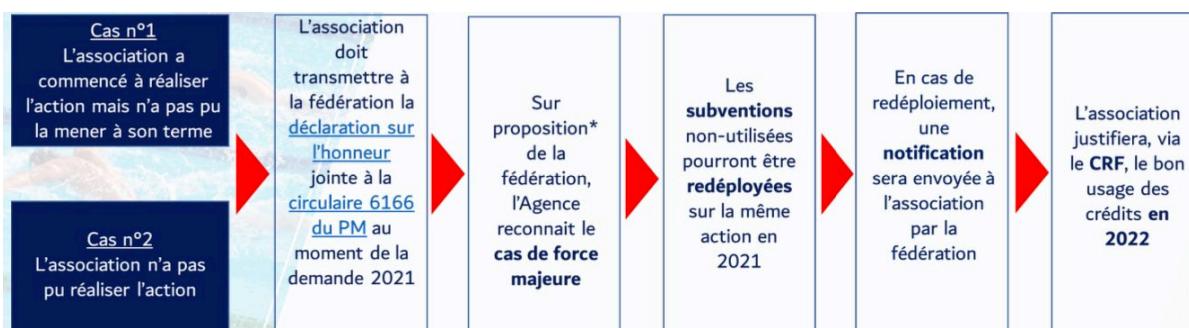 Cas n°1
L'association a
commencé à réaliser
l'action mais n'a pas pu
la mener à son terme
Cas n°2
L'association n'a pas
pu réaliser l'action
L'association
doit
transmettre à
la fédération la
déclaration sur
l'honneur
jointe à la
circulaire 6166
du PM au
moment de la
demande 2021
Sur
proposition*
de la
fédération,
l'Agence
reconnait le
cas de force
majeure
Les
subventions
non-utilisées
pourront être
redéployées
sur la même
action en
2021
En cas de
redéploiement,
une
notification
sera envoyée à
l'association
par la
fédération
L'association
justifiera, via
le CRF, le bon
usage des
crédits en
2022